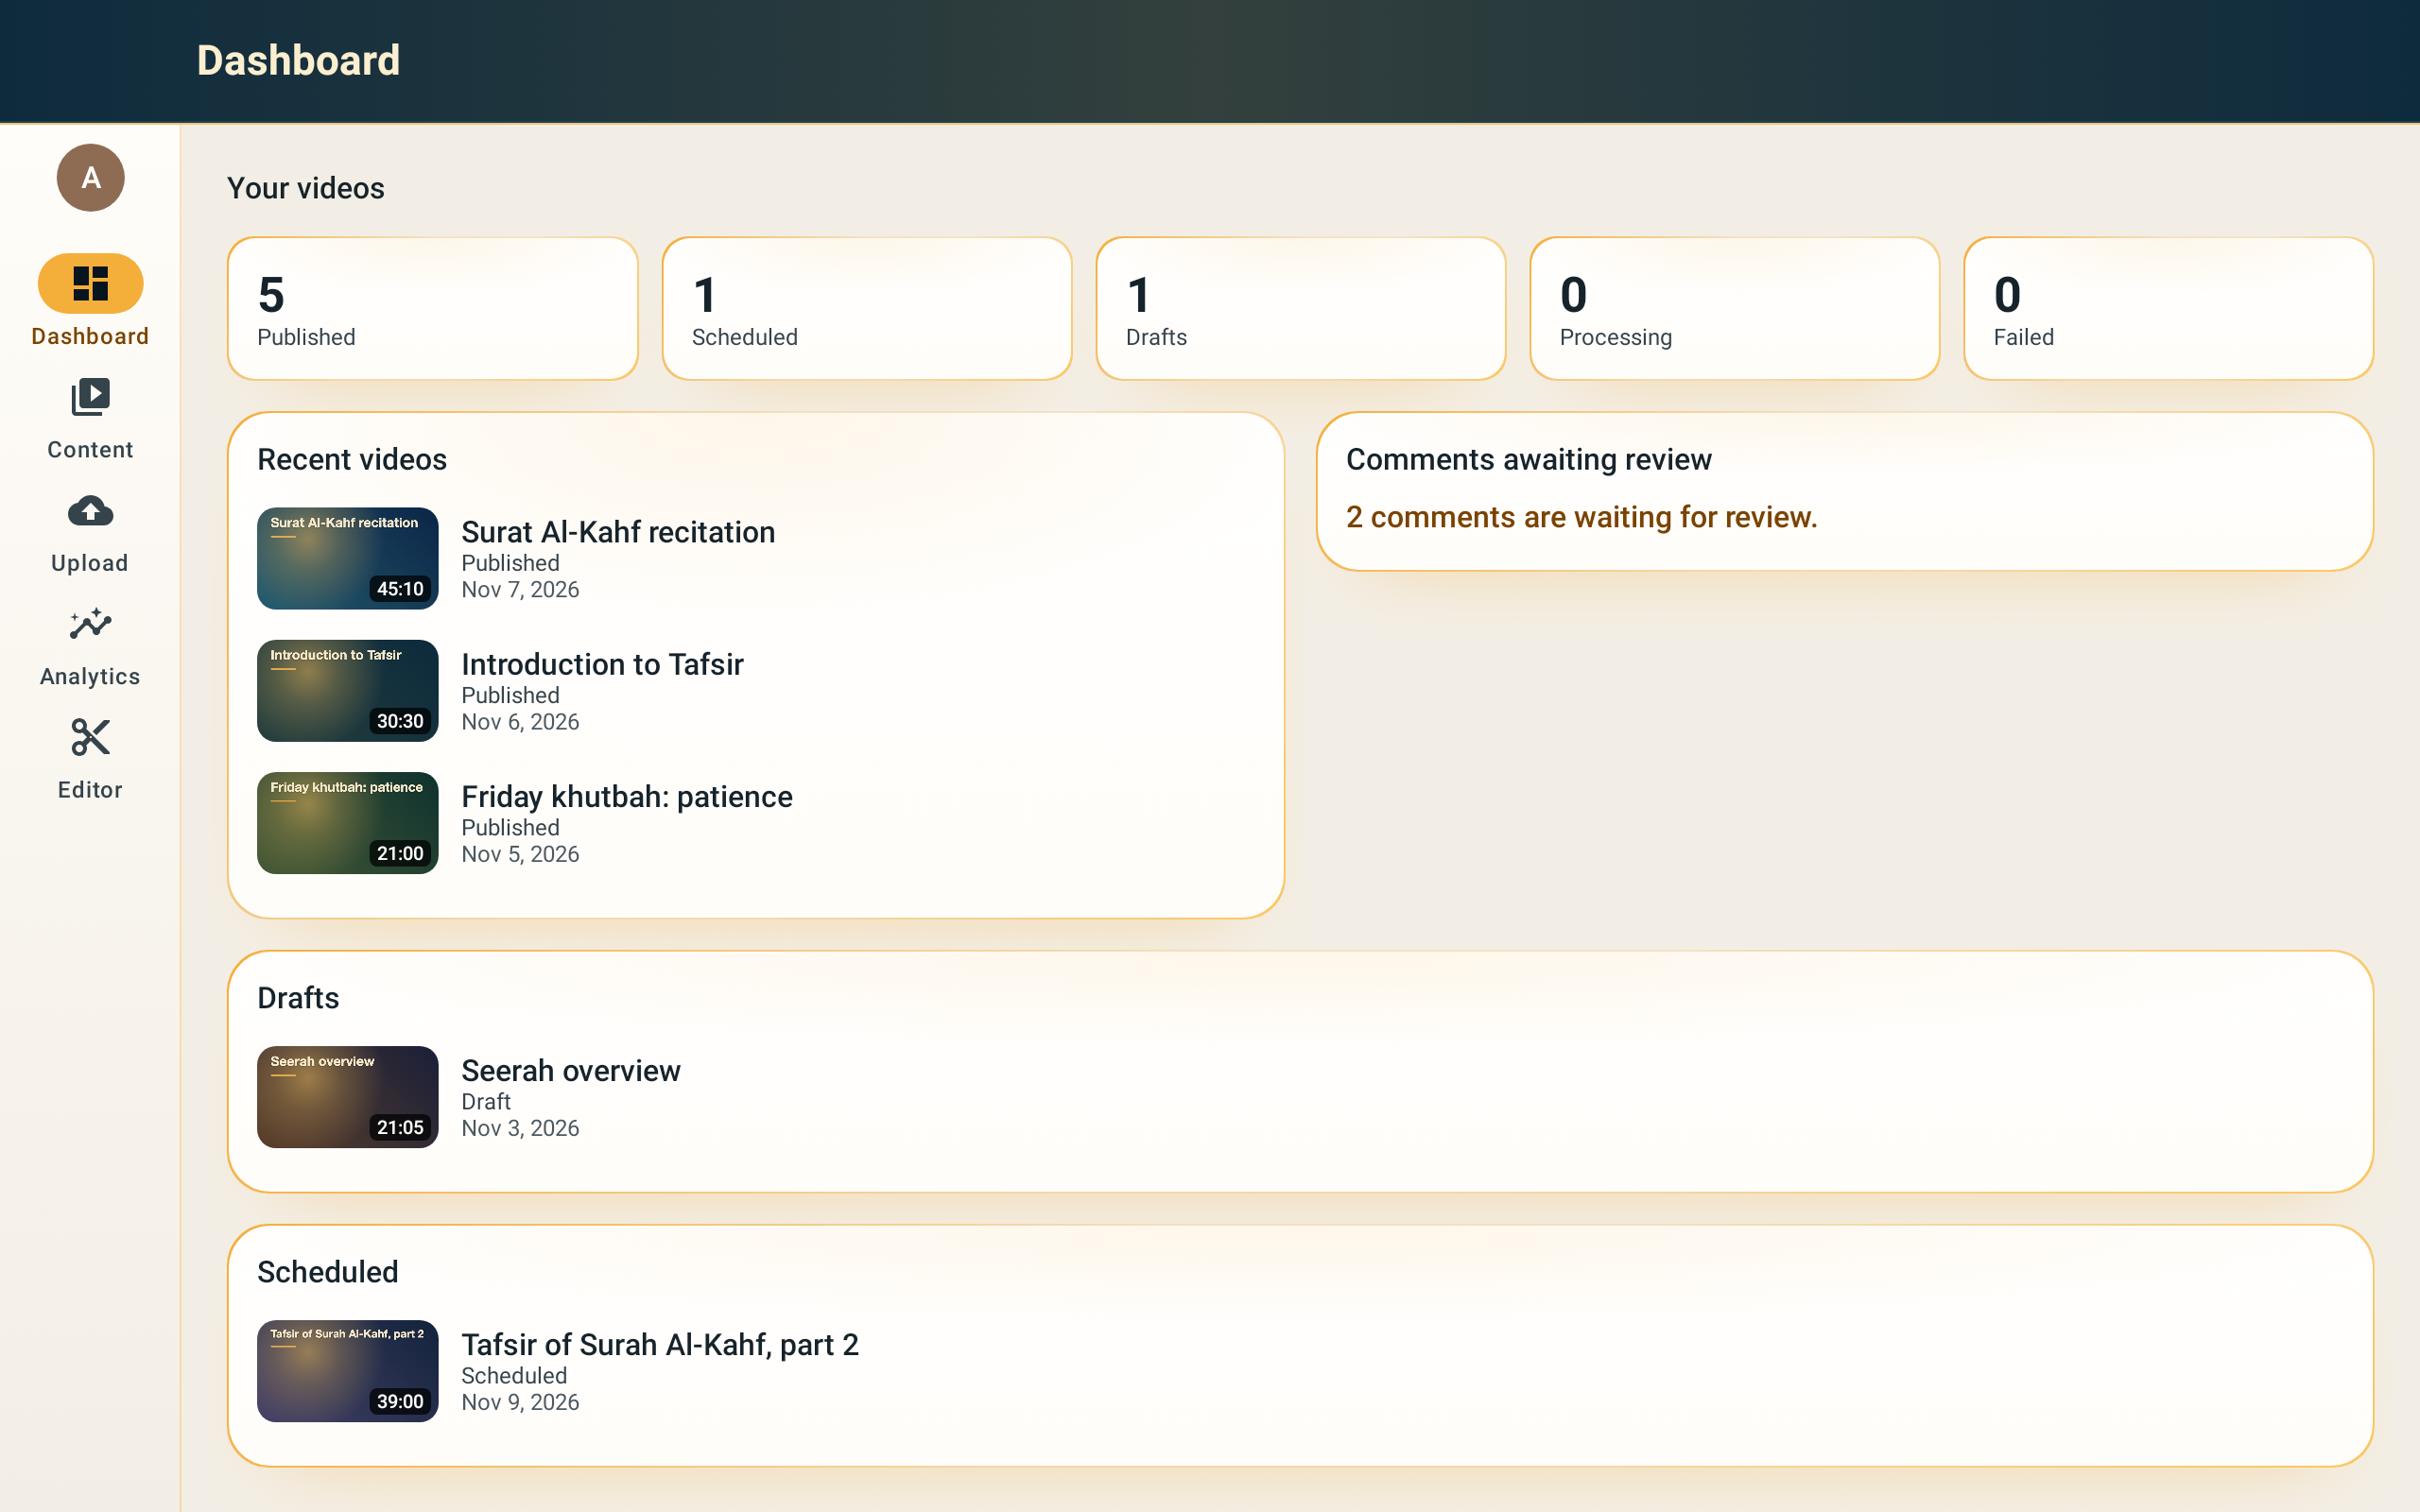 Dashboard
A
Dashboard
Content
Upload
Analytics
Editor
Your videos
5
Published
1
Scheduled
1
Drafts
0
Processing
0
Failed
Recent videos
Surat Al-Kahf recitation
45:10
Surat Al-Kahf recitation
Published
Nov 7, 2026
Introduction to Tafsir
30:30
Introduction to Tafsir
Published
Nov 6, 2026
Friday khutbah: patience
21:00
Friday khutbah: patience
Published
Nov 5, 2026
Comments awaiting review
2 comments are waiting for review.
Drafts
Seerah overview
21:05
Seerah overview
Draft
Nov 3, 2026
Scheduled
Tafsir of Surah Al-Kahf, part 2
39:00
Tafsir of Surah Al-Kahf, part 2
Scheduled
Nov 9, 2026